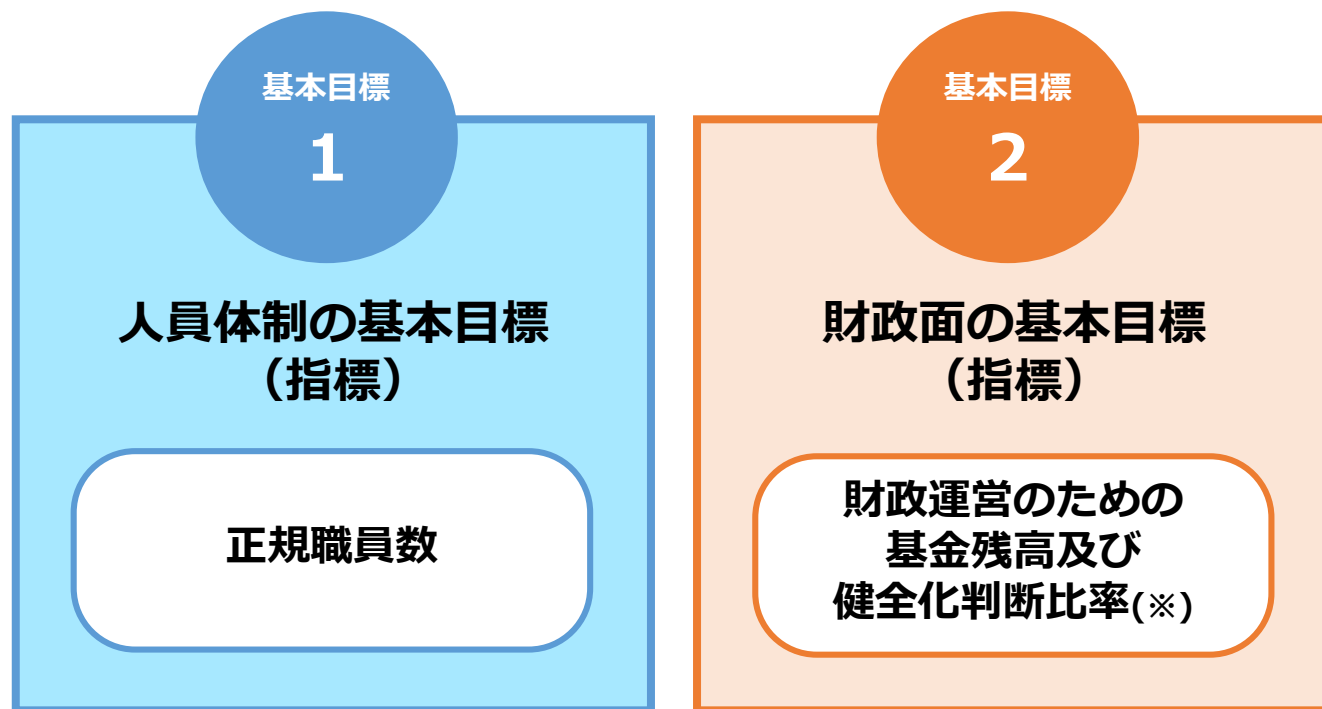 基本目標
1
人員体制の基本目標
（指標）
正規職員数
基本目標
2
財政面の基本目標
（指標）
財政運営のための
基金残高及び
健全化判断比率(※)